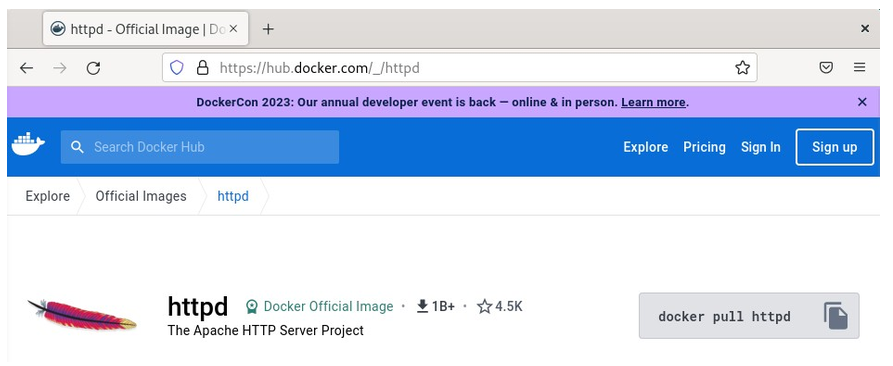 httpd - Official Image | Do
https://hub.docker.com/_/httpd
DockerCon 2023: Our annual developer event is back — online & in person. Learn more.
Search Docker Hub
Explore Pricing Sign In Sign up
Explore Official Images httpd
httpd Docker Official Image • 1B+ • 4.5K
The Apache HTTP Server Project
docker pull httpd